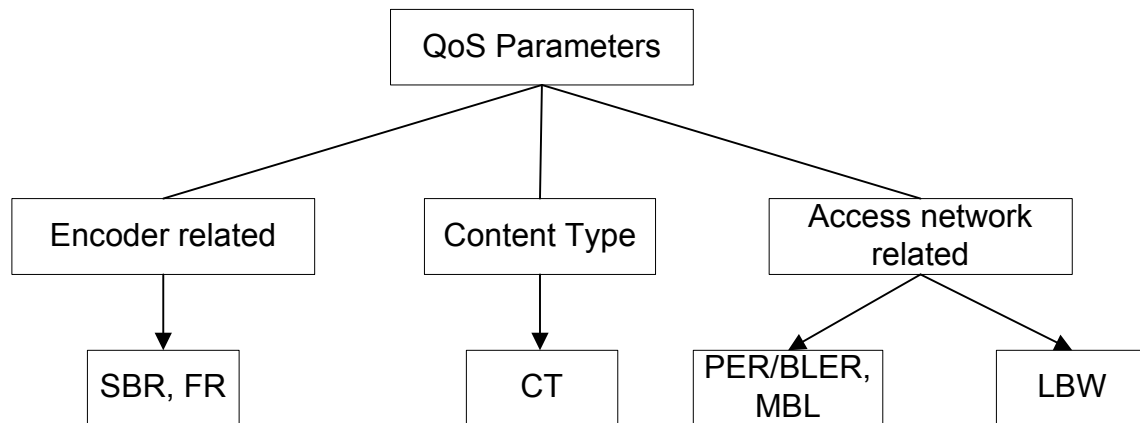 QoS Parameters
Encoder related
Content Type
Access network
related
SBR, FR
CT
PER/BLER,
MBL
LBW